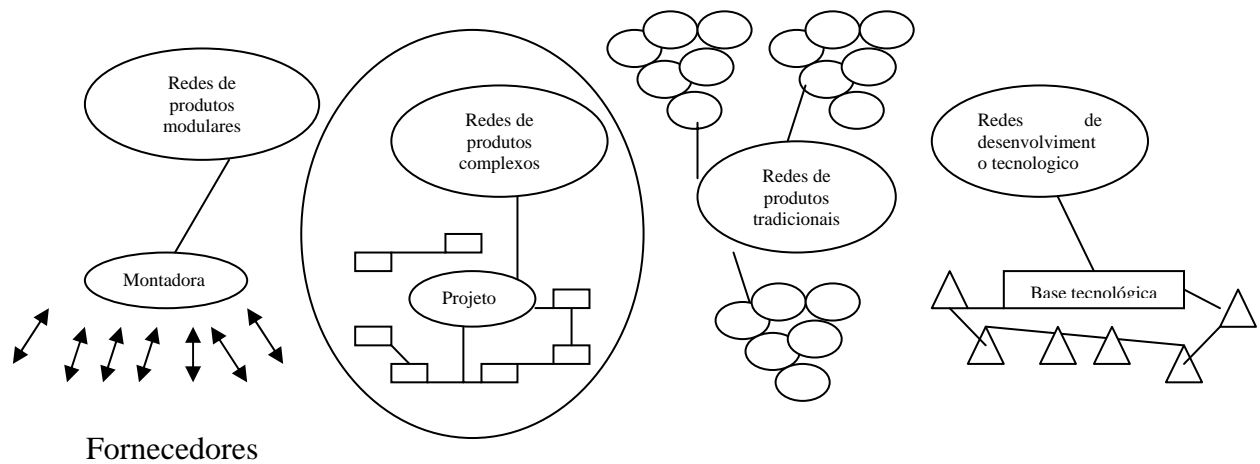 Redes de
produtos
modulares
Montadora
Fornecedores
Redes de
produtos
complexos
Projeto
Redes de
produtos
tradicionais
Redes de
desenvolviment
o tecnologico
Base tecnológica